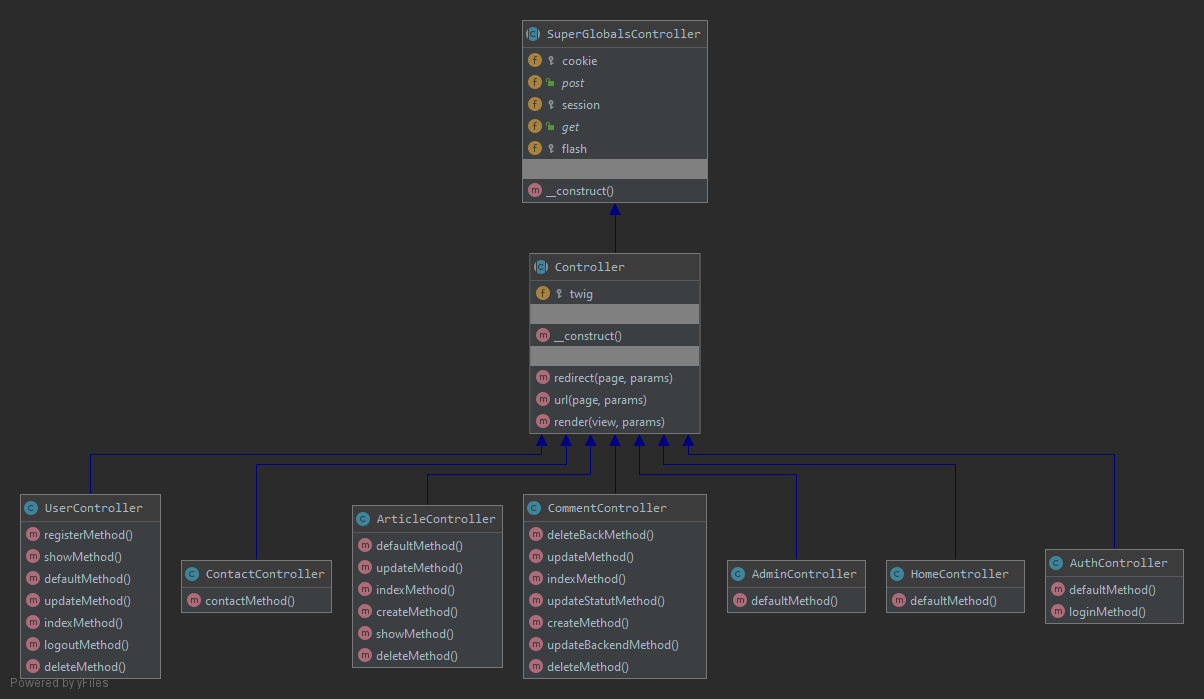 SuperGlobalsController
cookie
post
session
get
flash
__construct()
Controller
twig
__construct()
redirect(page, params)
url(page, params)
render(view, params)
UserController
registerMethod()
showMethod()
defaultMethod()
updateMethod()
indexMethod()
logoutMethod()
deleteMethod()
ContactController
contactMethod()
ArticleController
defaultMethod()
updateMethod()
indexMethod()
createMethod()
showMethod()
deleteMethod()
CommentController
deleteBackMethod()
updateMethod()
indexMethod()
updateStatutMethod()
createMethod()
updateBackendMethod()
deleteMethod()
AdminController
defaultMethod()
HomeController
defaultMethod()
AuthController
defaultMethod()
loginMethod()
Powered by yFiles